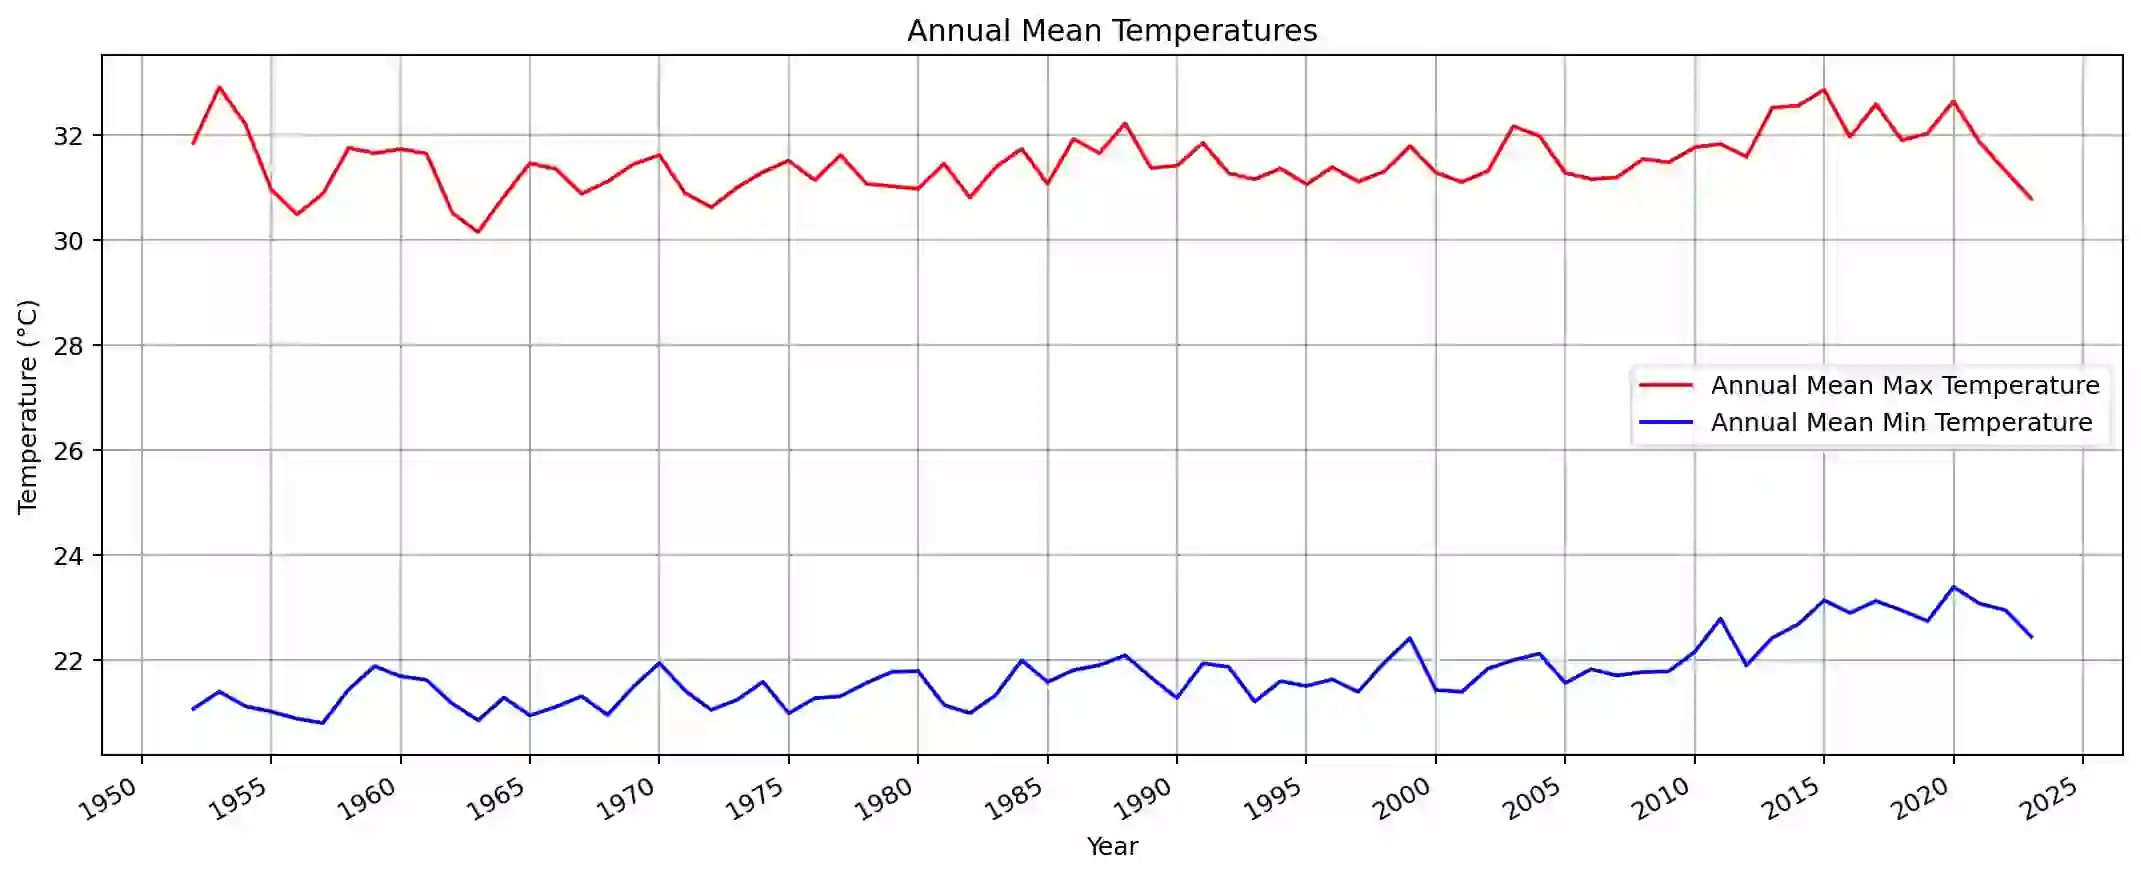 Annual Mean Temperatures
32
30
28
26
24
22
Temperature (°C)
Annual Mean Max Temperature
Annual Mean Min Temperature
1950 1955 1960 1965 1970 1975 1980 1985 1990 1995 2000 2005 2010 2015 2020 2025
Year